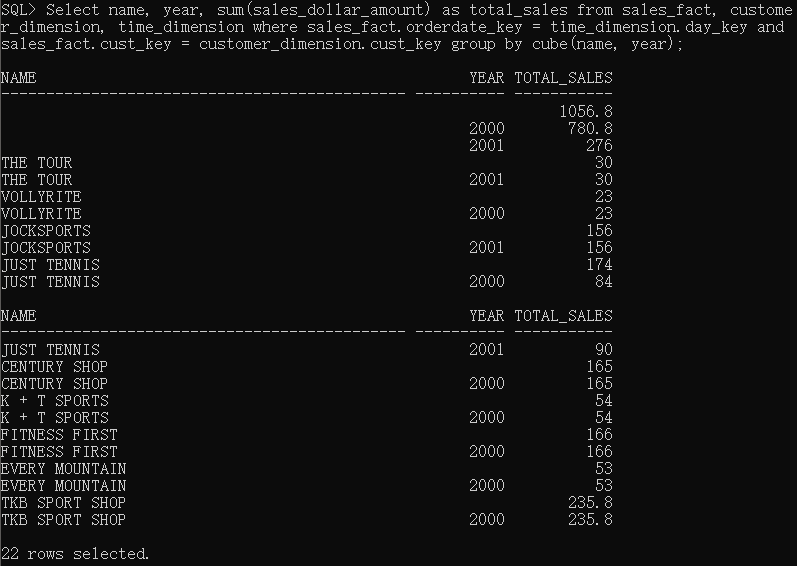 SQL> Select name, year, sum(sales_dollar_amount) as total_sales from sales_fact, custome
r_dimension, time_dimension where sales_fact.orderdate_key = time_dimension.day_key and
sales_fact.cust_key = customer_dimension.cust_key group by cube(name, year);
NAME YEAR TOTAL_SALES
--------------------------------------------- ---------- -----------
1056.8
2000 780.8
2001 276
THE TOUR 30
THE TOUR 2001 30
VOLLYRITE 23
VOLLYRITE 2000 23
JOCKSPORTS 156
JOCKSPORTS 2001 156
JUST TENNIS 174
JUST TENNIS 2000 84
NAME YEAR TOTAL_SALES
--------------------------------------------- ---------- -----------
JUST TENNIS 2001 90
CENTURY SHOP 165
CENTURY SHOP 2000 165
K + T SPORTS 54
K + T SPORTS 2000 54
FITNESS FIRST 166
FITNESS FIRST 2000 166
EVERY MOUNTAIN 53
EVERY MOUNTAIN 2000 53
TKB SPORT SHOP 235.8
TKB SPORT SHOP 2000 235.8
22 rows selected.